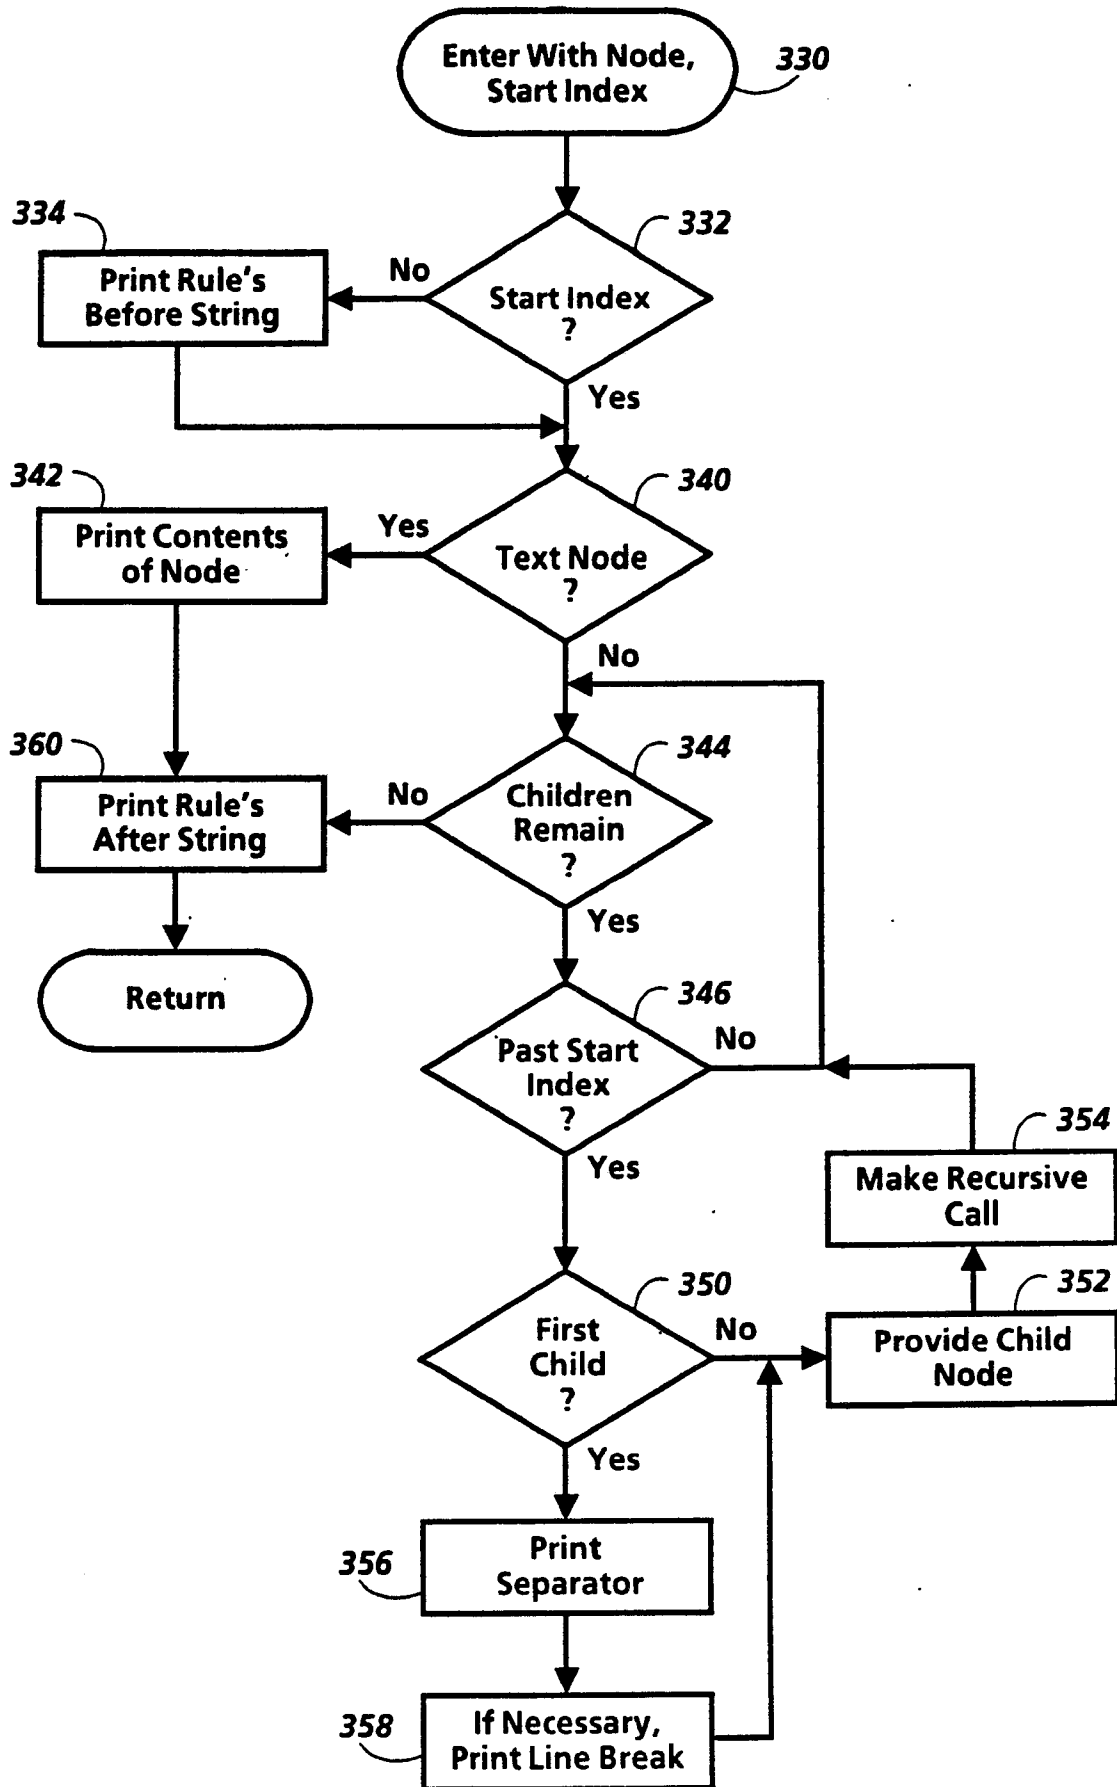 Enter With Node,
Start Index
330
332
Start Index
?
No
Yes
334
Print Rule's
Before String
340
Text Node
?
Yes
No
342
Print Contents
of Node
344
Children
Remain
?
No
Yes
360
Print Rule's
After String
Return
346
Past Start
Index
?
No
Yes
354
Make Recursive
Call
352
Provide Child
Node
350
First
Child
?
No
Yes
356
Print
Separator
358
If Necessary,
Print Line Break